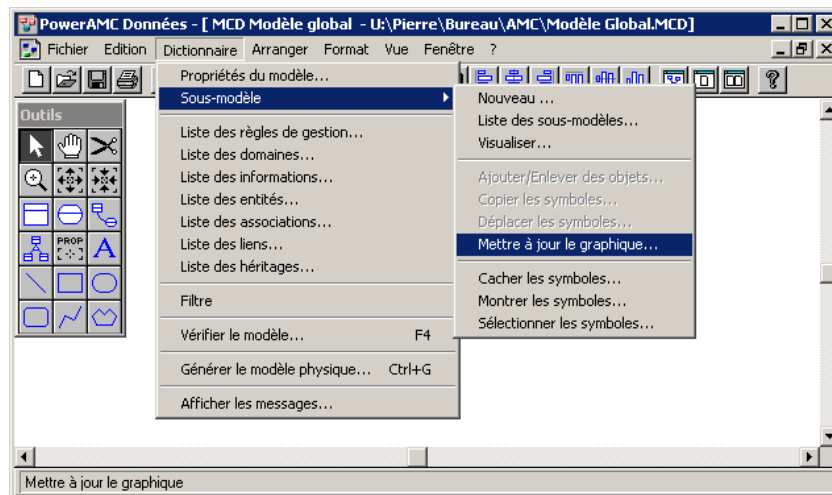 PowerAMC Données - [ MCD Modèle global - U:\Pierre\Bureau\AMC\Modèle Global.MCD]
Fichier Edition Dictionnaire Arranger Format Vue Fenêtre ?
Outils
PROP
A
Propriétés du modèle...
Sous-modèle
Liste des règles de gestion...
Liste des domaines...
Liste des informations...
Liste des entités...
Liste des associations...
Liste des liens...
Liste des héritages...
Filtre
Vérifier le modèle... F4
Générer le modèle physique... Ctrl+G
Afficher les messages...
Nouveau ...
Liste des sous-modèles...
Visualiser...
Ajouter/Enlever des objets...
Copier les symboles...
Déplacer les symboles...
Mettre à jour le graphique...
Cacher les symboles...
Montrer les symboles...
Sélectionner les symboles...
Mettre à jour le graphique